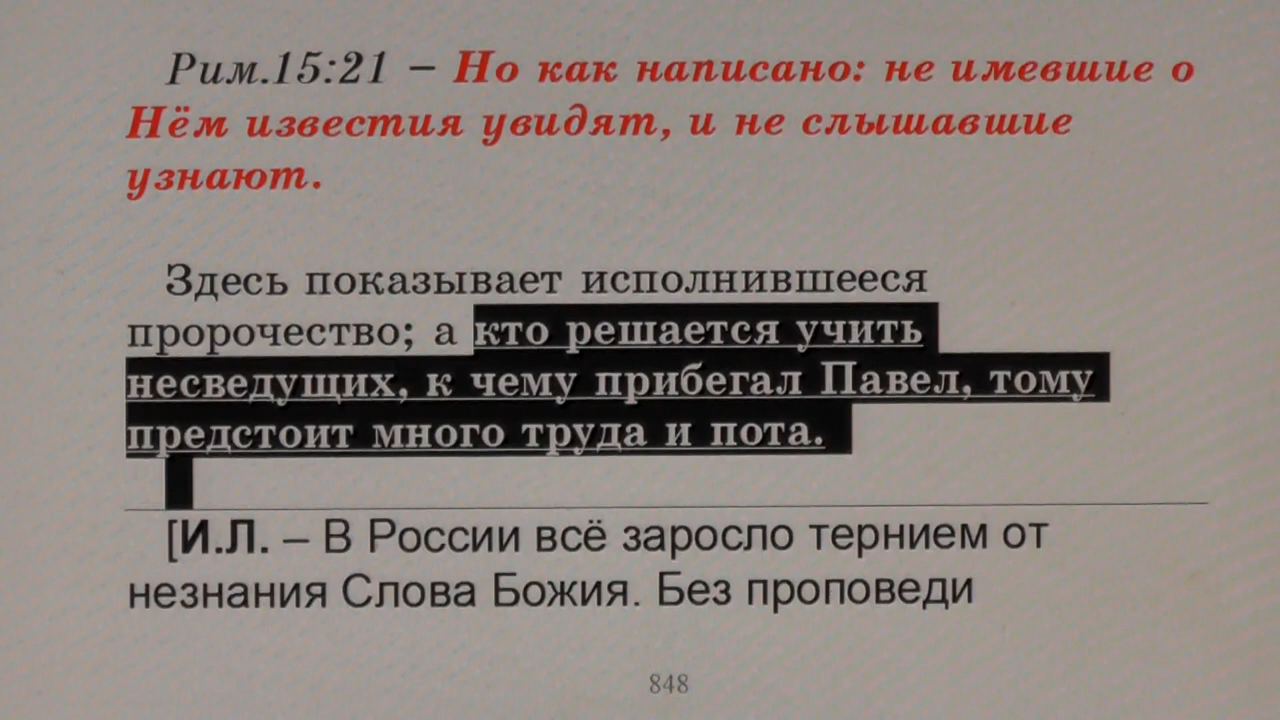 Рим.15:21 – Но как написано: не имевшие о
Нём известия увидят, и не слышавшие
узнают.
Здесь показывает исполнившееся
пророчество; а кто решается учить
несведущих, к чему прибегал Павел, тому
предстоит много труда и пота.
[И.Л. – В России всё заросло тернием от
незнания Слова Божия. Без проповеди
848